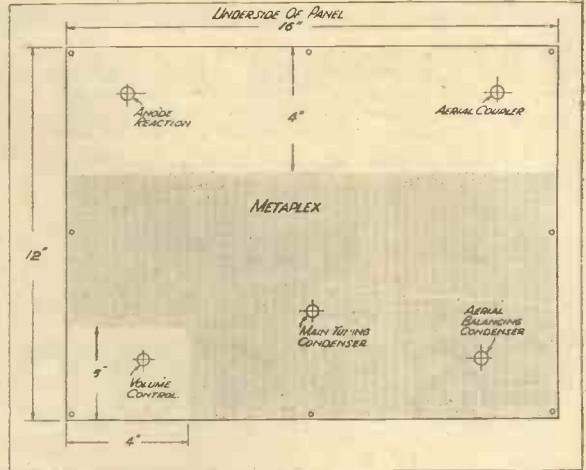 UNDERSIDE OF PANEL
16"
ANODE
REACTION
4"
AERIAL COUPLER
METAPLEX
12"
MAIN TUNING
CONDENSER
AERIAL
BALANCING
CONDENSER
VOLUME
CONTROL.
4"